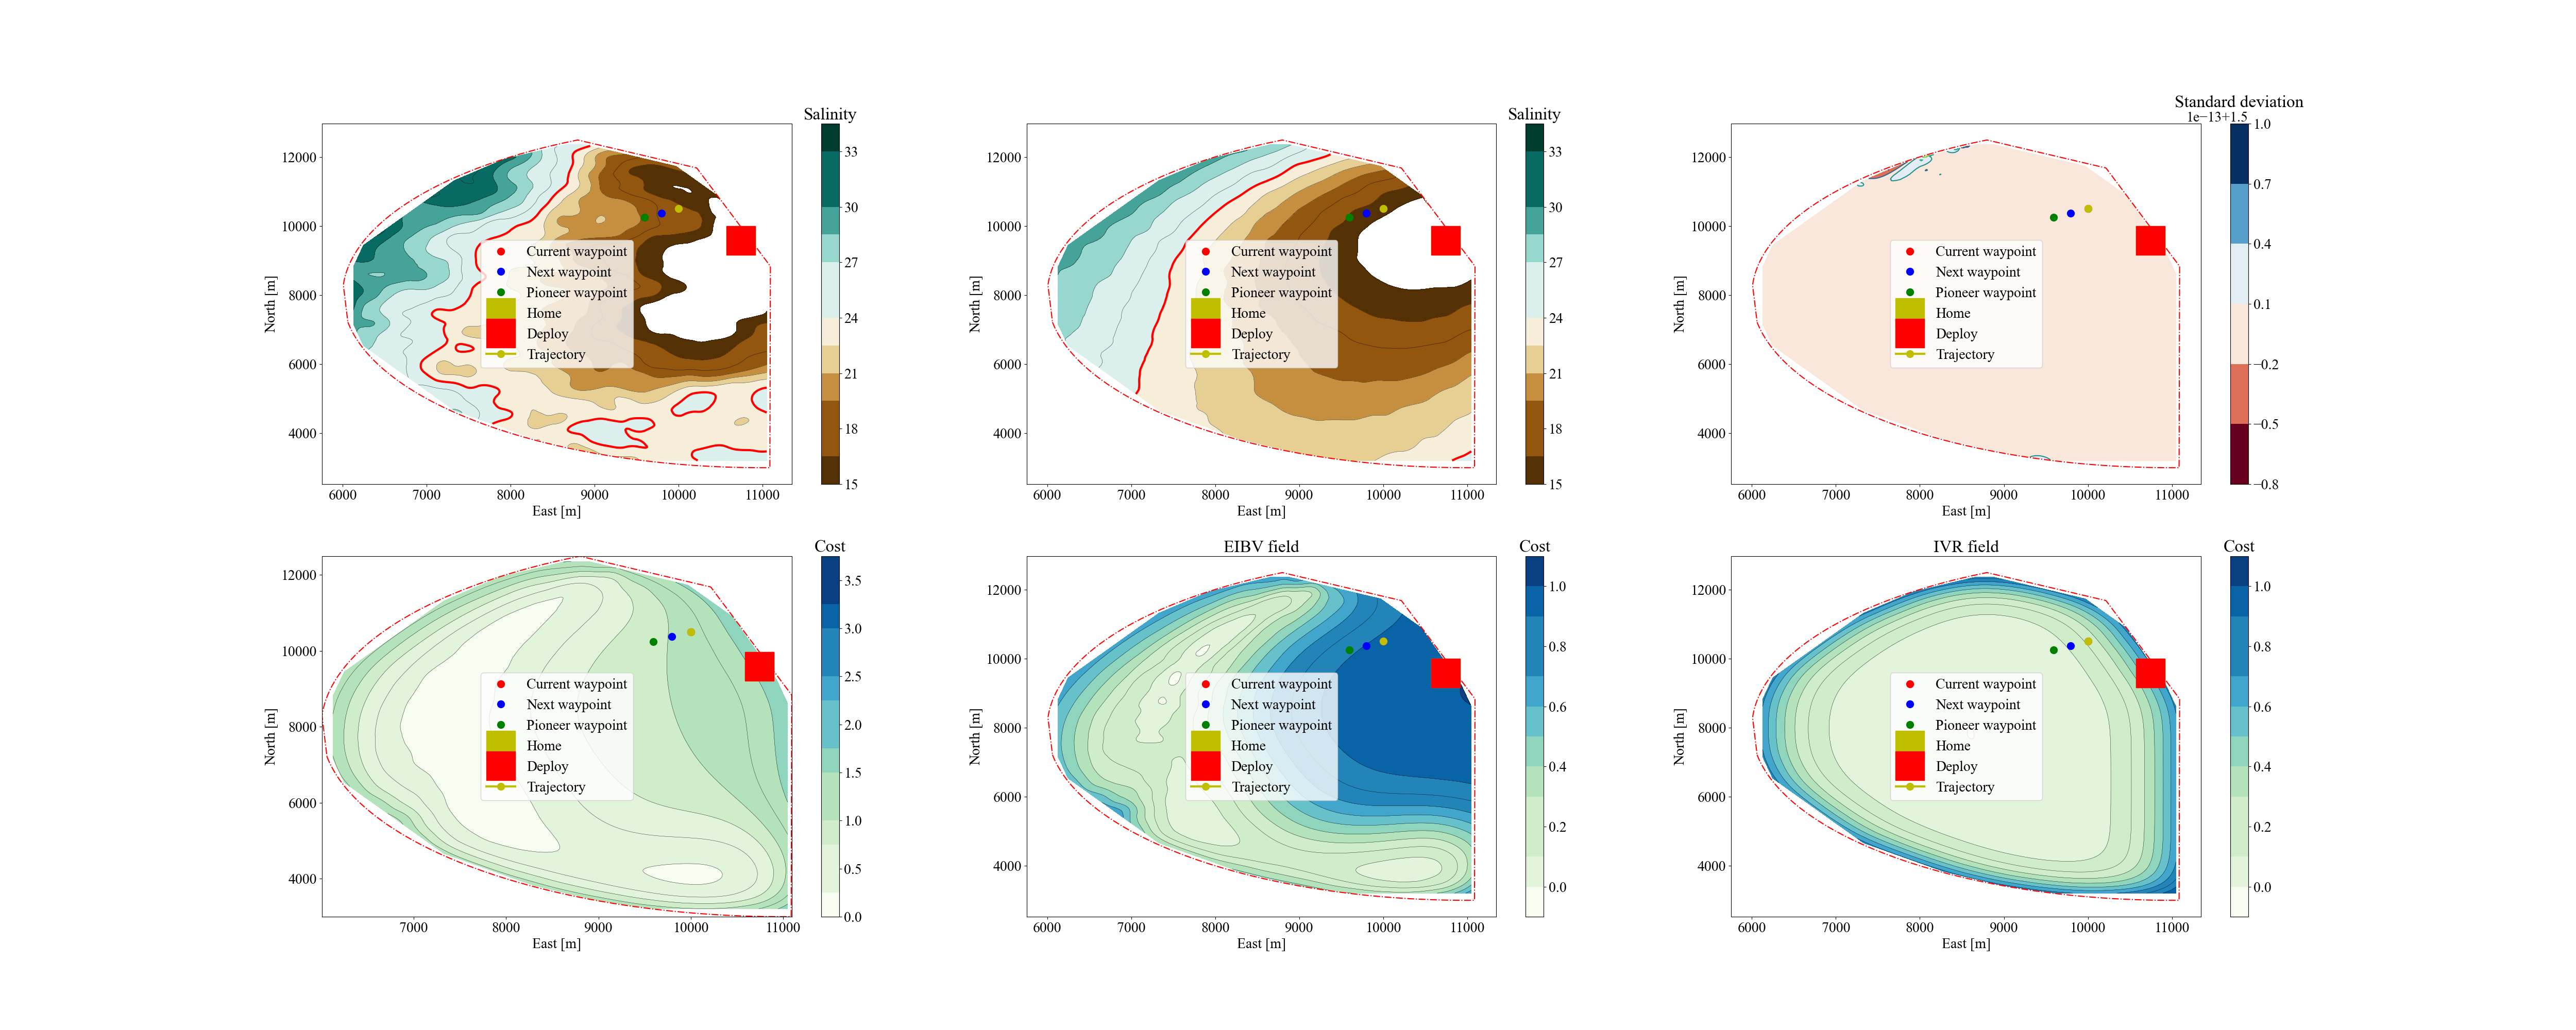 Salinity
12000
10000
8000
6000
4000
North [m]
6000 7000 8000 9000 10000 11000
East [m]
Current waypoint
Next waypoint
Pioneer waypoint
Home
Deploy
Trajectory
33
30
27
24
21
18
15
Salinity
12000
10000
8000
6000
4000
North [m]
6000 7000 8000 9000 10000 11000
East [m]
Current waypoint
Next waypoint
Pioneer waypoint
Home
Deploy
Trajectory
33
30
27
24
21
18
15
Standard deviation
1e−13+1.5
12000
10000
8000
6000
4000
North [m]
6000 7000 8000 9000 10000 11000
East [m]
Current waypoint
Next waypoint
Pioneer waypoint
Home
Deploy
Trajectory
1.0
0.7
0.4
0.1
−0.2
−0.5
−0.8
Cost
12000
10000
8000
6000
4000
North [m]
7000 8000 9000 10000 11000
East [m]
Current waypoint
Next waypoint
Pioneer waypoint
Home
Deploy
Trajectory
3.5
3.0
2.5
2.0
1.5
1.0
0.5
0.0
EIBV field
Cost
12000
10000
8000
6000
4000
North [m]
6000 7000 8000 9000 10000 11000
East [m]
Current waypoint
Next waypoint
Pioneer waypoint
Home
Deploy
Trajectory
1.0
0.8
0.6
0.4
0.2
0.0
IVR field
Cost
12000
10000
8000
6000
4000
North [m]
6000 7000 8000 9000 10000 11000
East [m]
Current waypoint
Next waypoint
Pioneer waypoint
Home
Deploy
Trajectory
1.0
0.8
0.6
0.4
0.2
0.0